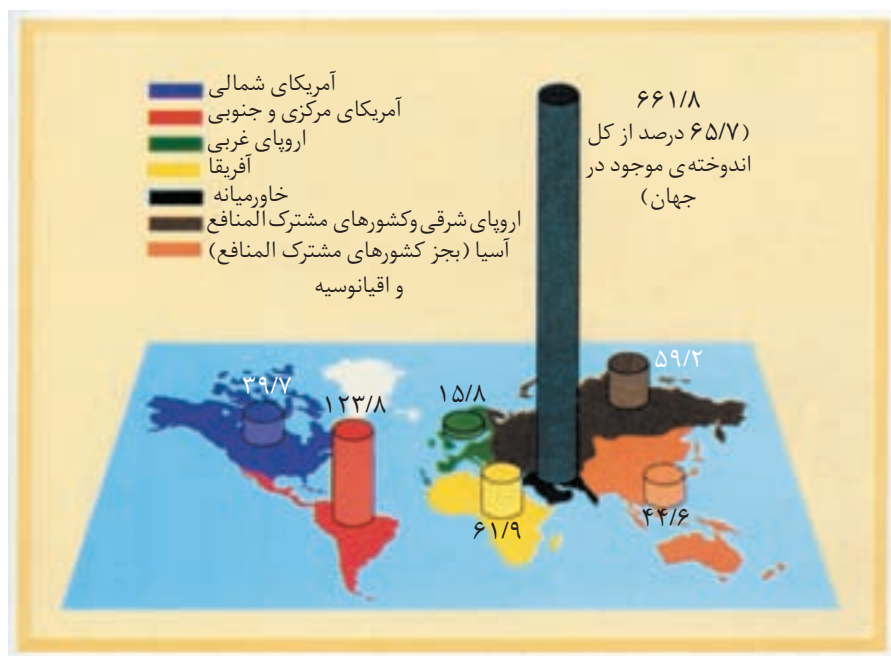 آمریکای شمالی
آمریکای مرکزی و جنوبی
اروپای غربی
آفریقا
خاورمیانه
اروپای شرقی وکشورهای مشترک المنافع
آسیا (بجز کشورهای مشترک المنافع)
و اقیانوسیه
۶۶۱/۸
(۶۵/۷ درصد از کل
اندوخته‌ی موجود در
جهان)
۵۹/۲
۳۹/۷
۱۲۳/۸
۱۵/۸
۶۱/۹
۴۴/۶